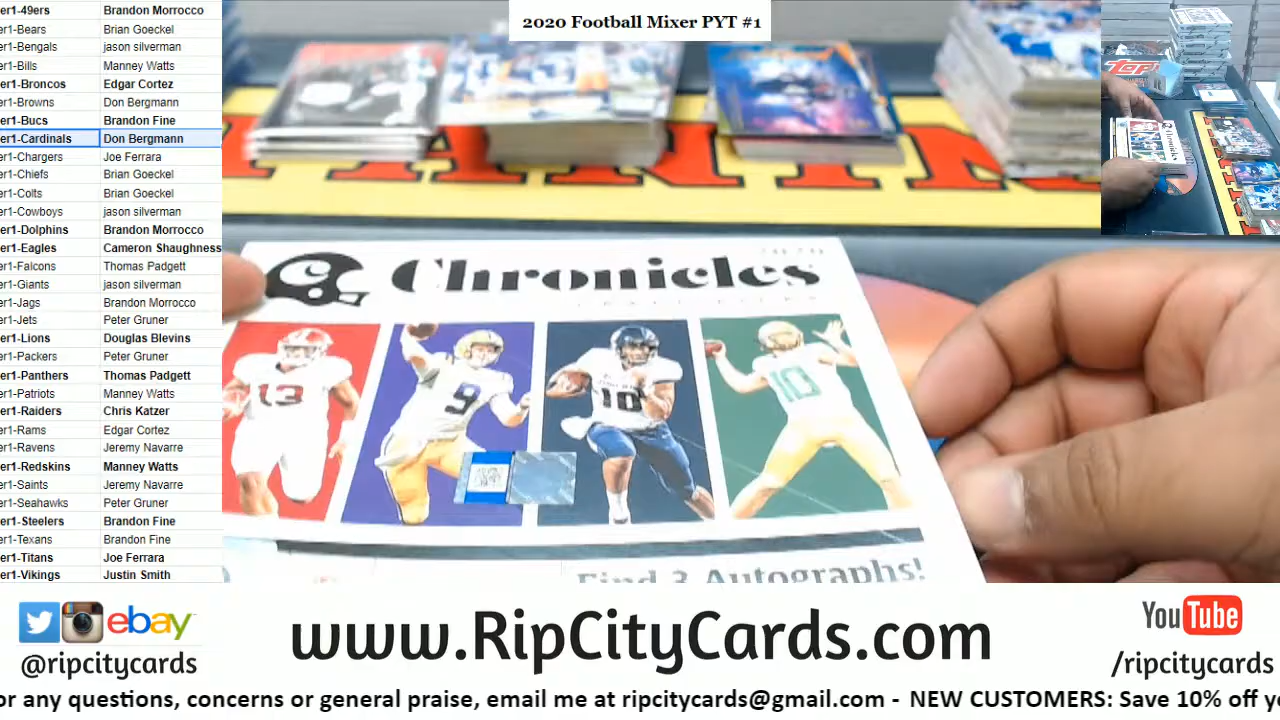 2020 Football Mixer PYT #1
er1-49ers Brandon Morrocco
er1-Bears Brian Goeckel
er1-Bengals jason silverman
er1-Bills Manney Watts
er1-Broncos Edgar Cortez
er1-Browns Don Bergmann
er1-Bucs Brandon Fine
er1-Cardinals Don Bergmann
er1-Chargers Joe Ferrara
er1-Chiefs Brian Goeckel
er1-Colts Brian Goeckel
er1-Cowboys jason silverman
er1-Dolphins Brandon Morrocco
er1-Eagles Cameron Shaughness
er1-Falcons Thomas Padgett
er1-Giants jason silverman
er1-Jags Brandon Morrocco
er1-Jets Peter Gruner
er1-Lions Douglas Blevins
er1-Packers Peter Gruner
er1-Panthers Thomas Padgett
er1-Patriots Manney Watts
er1-Raiders Chris Katzer
er1-Rams Edgar Cortez
er1-Ravens Jeremy Navarre
er1-Redskins Manney Watts
er1-Saints Jeremy Navarre
er1-Seahawks Peter Gruner
er1-Steelers Brandon Fine
er1-Texans Brandon Fine
er1-Titans Joe Ferrara
er1-Vikings Justin Smith
2020
C Chronicles
13
9
10
10
Find 3 Autographs!
TOPP
ebay
@ripcitycards
www.RipCityCards.com
YouTube
/ripcitycards
or any questions, concerns or general praise, email me at ripcitycards@gmail.com - NEW CUSTOMERS: Save 10% off y